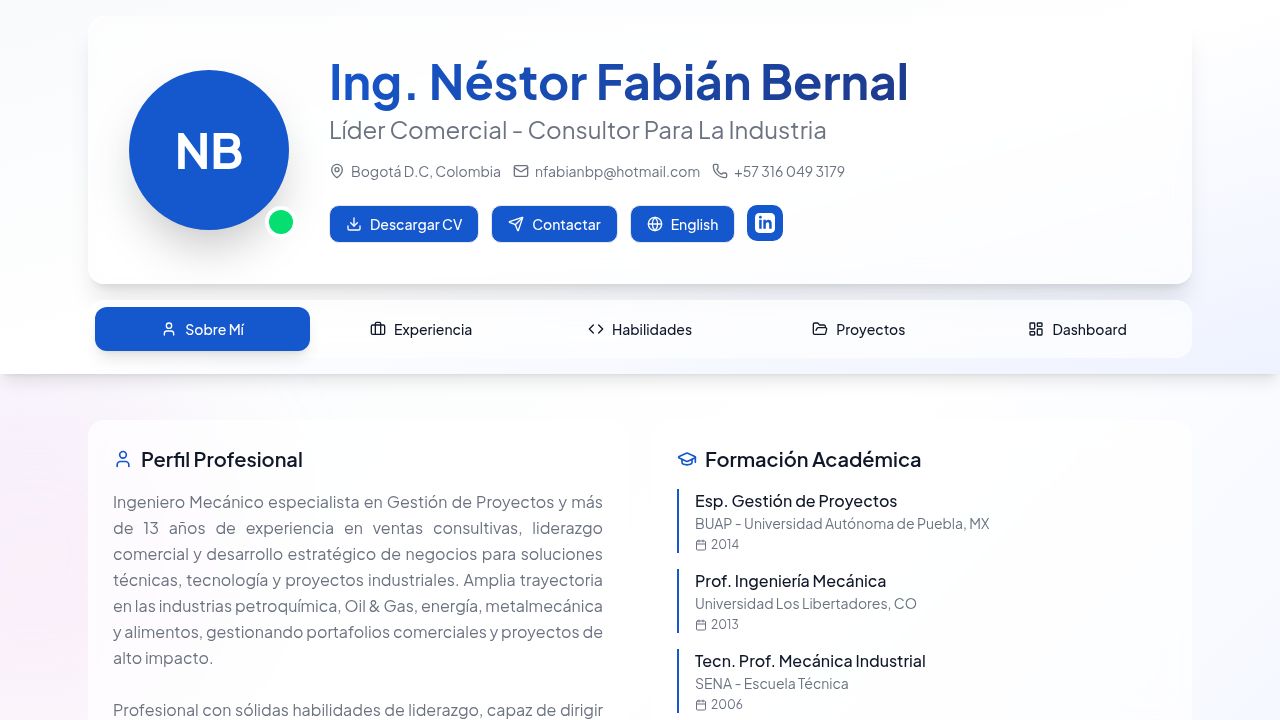 NB
Ing. Néstor Fabián Bernal
Líder Comercial - Consultor Para La Industria
Bogotá D.C, Colombia nfabianbp@hotmail.com +57 316 049 3179
Descargar CV Contactar English in
Sobre Mí Experiencia Habilidades Proyectos Dashboard
Perfil Profesional
Ingeniero Mecánico especialista en Gestión de Proyectos y más
de 13 años de experiencia en ventas consultivas, liderazgo
comercial y desarrollo estratégico de negocios para soluciones
técnicas, tecnología y proyectos industriales. Amplia trayectoria
en las industrias petroquímica, Oil & Gas, energía, metalmecánica
y alimentos, gestionando portafolios comerciales y proyectos de
alto impacto.
Profesional con sólidas habilidades de liderazgo, capaz de dirigir
Formación Académica
Esp. Gestión de Proyectos
BUAP - Universidad Autónoma de Puebla, MX
2014
Prof. Ingeniería Mecánica
Universidad Los Libertadores, CO
2013
Tecn. Prof. Mecánica Industrial
SENA - Escuela Técnica
2006